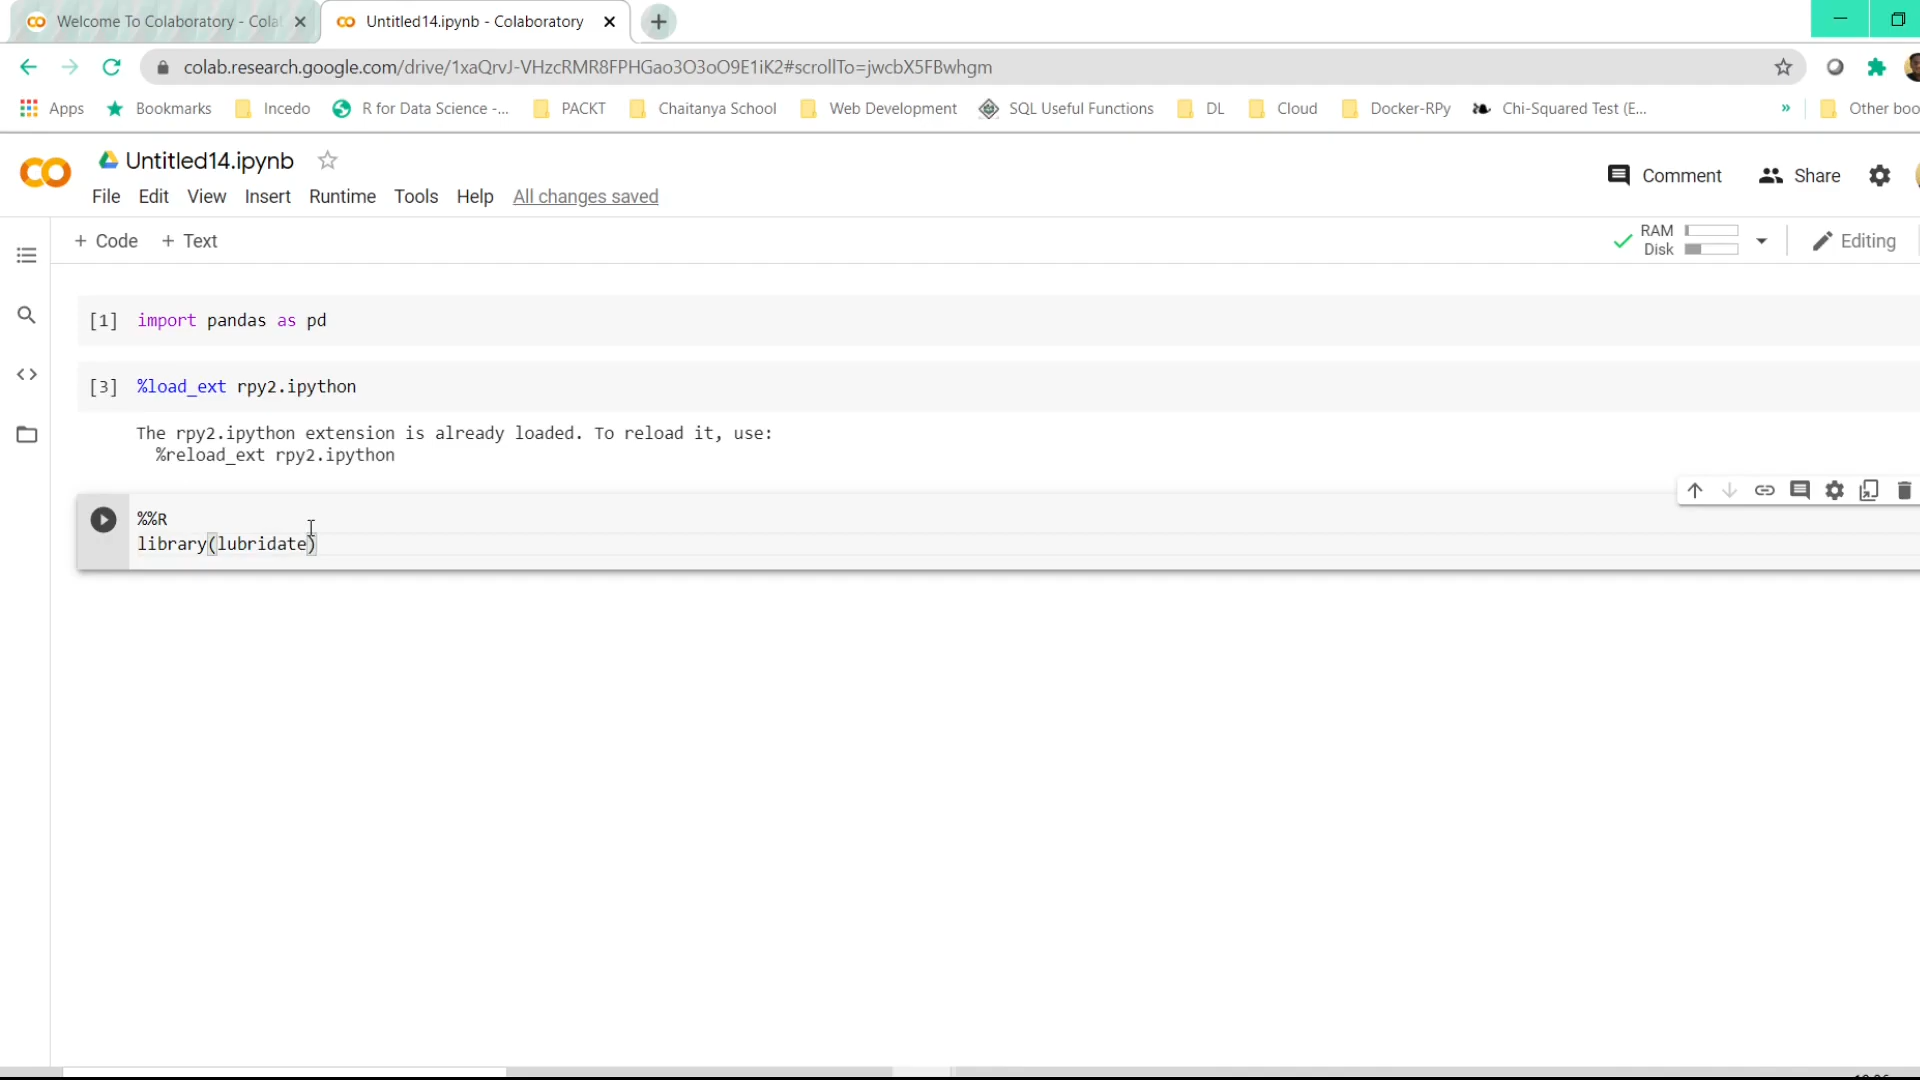 Welcome To Colaboratory - Cola
Untitled14.ipynb - Colaboratory
colab.research.google.com/drive/1xaQrvJ-VHzcRMR8FPHGao3O3oO9E1iK2#scrollTo=jwcbX5FBwhgm
Apps Bookmarks Incedo R for Data Science -... PACKT Chaitanya School Web Development SQL Useful Functions DL Cloud Docker-RPy Chi-Squared Test (E... » Other boo
CO Untitled14.ipynb
Comment Share
File Edit View Insert Runtime Tools Help All changes saved
+ Code + Text
RAM
Disk
Editing
[1] import pandas as pd
[3] %load_ext rpy2.ipython
The rpy2.ipython extension is already loaded. To reload it, use:
%reload_ext rpy2.ipython
%%R
library(lubridate)